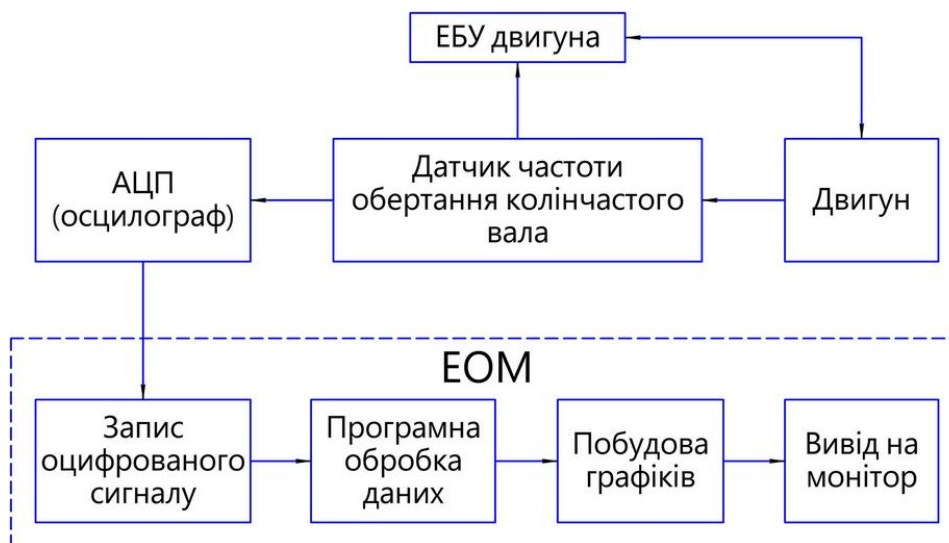 ЕБУ двигуна
АЦП
(осцилограф)
Датчик частоти
обертання колінчастого
вала
Двигун
ЕОМ
Запис
оцифрованого
сигналу
Програмна
обробка
даних
Побудова
графіків
Вивід на
монітор